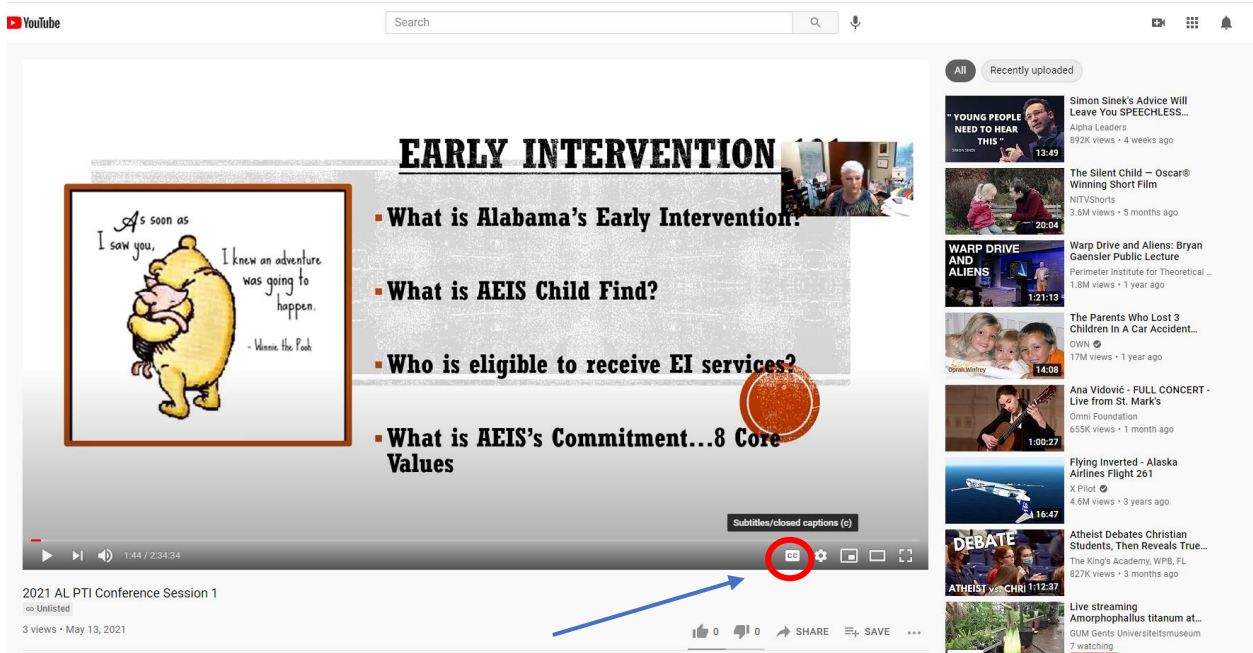 YouTube
Search
All
Recently uploaded
EARLY INTERVENTION
As soon as
I saw you,
I knew an adventure
was going to
happen.
- Winnie the Pooh
▪ What is Alabama's Early Intervention?
▪ What is AEIS Child Find?
▪ Who is eligible to receive EI services?
▪ What is AEIS's Commitment...8 Core
Values
Subtitles/closed captions (c)
1:44 / 2:34:34
CC
2021 AL PTI Conference Session 1
Unlisted
3 views • May 13, 2021
0
0
SHARE
SAVE
" YOUNG PEOPLE
NEED TO HEAR
THIS "
SIMON SINEK
13:49
Simon Sinek's Advice Will
Leave You SPEECHLESS...
Alpha Leaders
892K views • 4 weeks ago
20:04
The Silent Child – Oscar®
Winning Short Film
NITVShorts
3.6M views • 5 months ago
WARP DRIVE
AND
ALIENS
1:21:13
Warp Drive and Aliens: Bryan
Gaensler Public Lecture
Perimeter Institute for Theoretical ...
1.8M views • 1 year ago
Oprah Winfrey
14:08
The Parents Who Lost 3
Children In A Car Accident...
OWN
17M views • 1 year ago
1:00:27
Ana Vidović - FULL CONCERT -
Live from St. Mark's
Omni Foundation
655K views • 1 month ago
16:47
Flying Inverted - Alaska
Airlines Flight 261
X Pilot
4.6M views • 3 years ago
DEBATE
ATHEIST vs. CHRI
1:12:37
Atheist Debates Christian
Students, Then Reveals True...
The King's Academy, WPB, FL
827K views • 3 months ago
Live streaming
Amorphophallus titanum at...
GUM Gents Universiteitsmuseum
7 watching